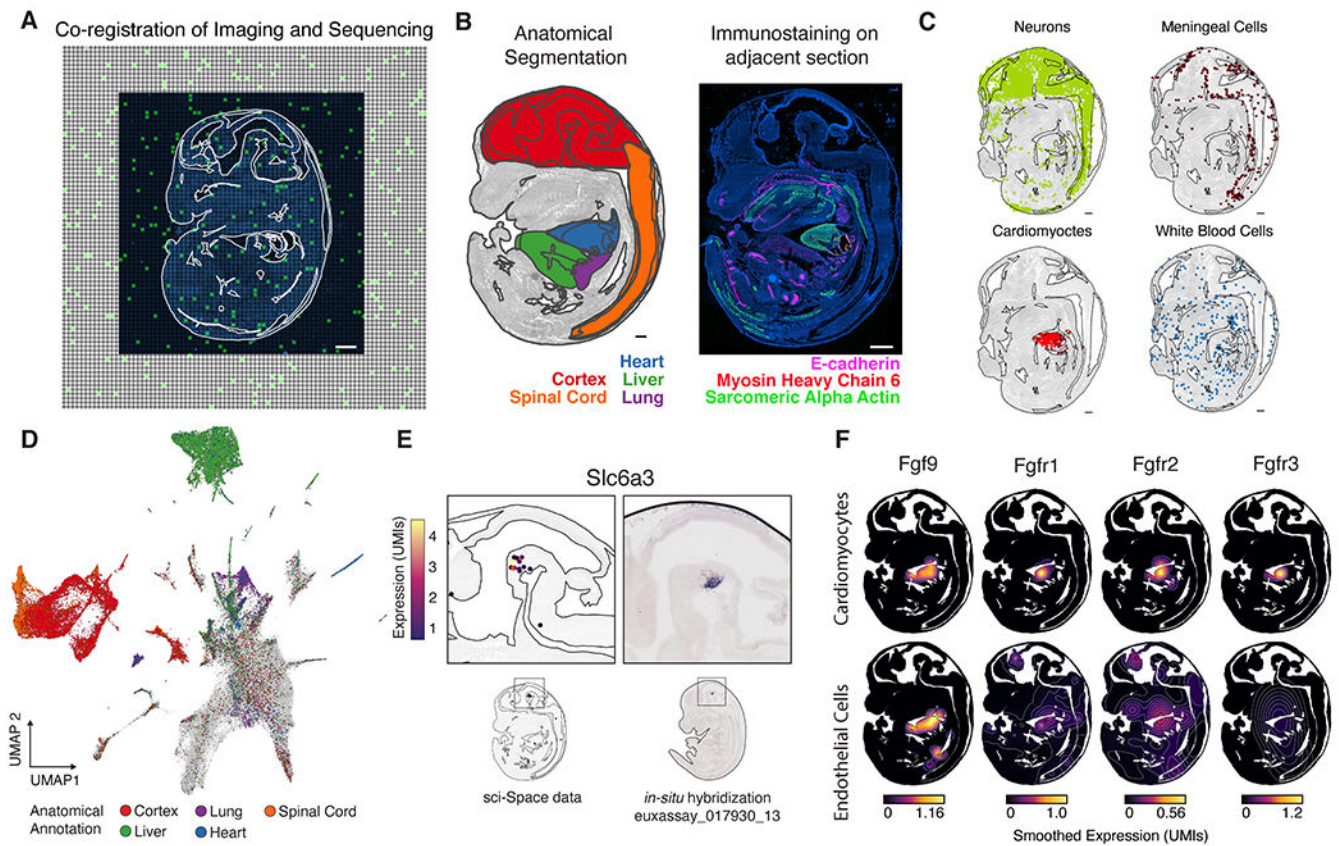 A
Co-registration of Imaging and Sequencing
B
Anatomical
Segmentation
Immunostaining on
adjacent section
Heart
Cortex Liver
Spinal Cord Lung
E-cadherin
Myosin Heavy Chain 6
Sarcomeric Alpha Actin
C
Neurons
Meningeal Cells
Cardiomyoctes
White Blood Cells
D
UMAP 2
UMAP1
Anatomical
Annotation
Cortex
Lung
Spinal Cord
Liver
Heart
E
Slc6a3
Expression (UMIs)
4
3
2
1
sci-Space data
in-situ hybridization
euxassay_017930_13
F
Fgf9
Fgfr1
Fgfr2
Fgfr3
Cardiomyocytes
Endothelial Cells
0 1.16
0 1.0
0 0.56
0 1.2
Smoothed Expression (UMIs)